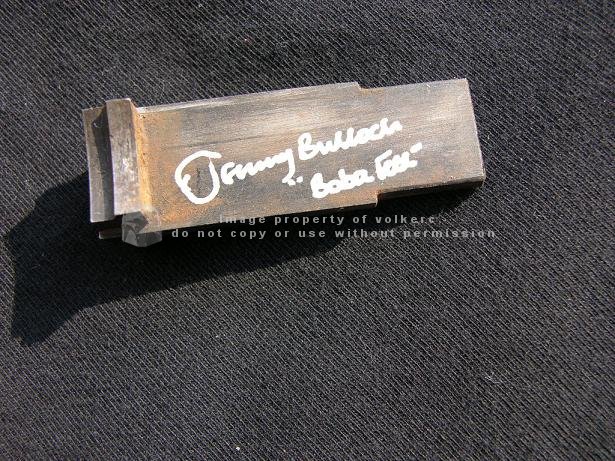 Jeremy Bulloch
"Boba Fett"
image property of volkerc
do not copy or use without permission